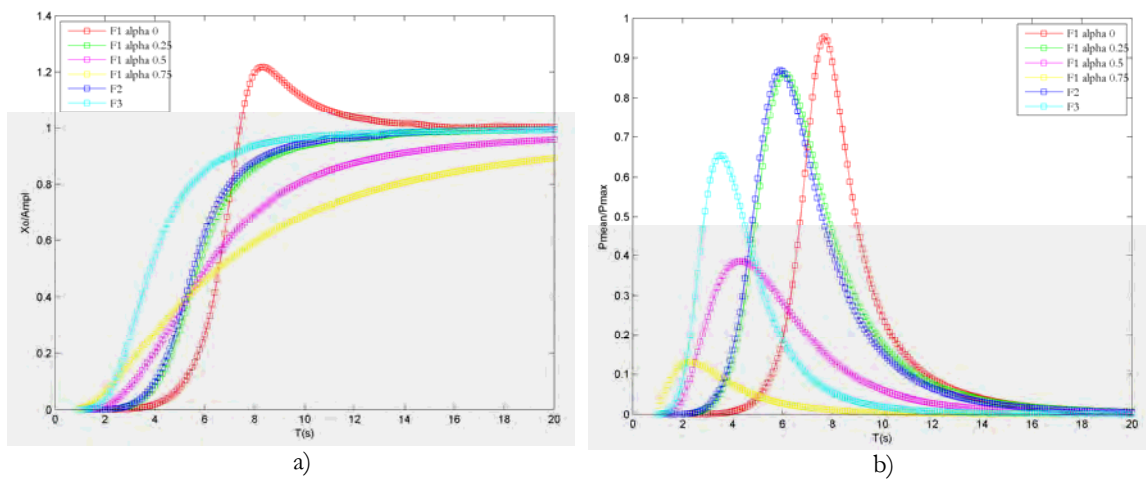 1.4
1.2
1
0.8
0.6
0.4
0.2
0
Xo/Ampl
F1 alpha 0
F1 alpha 0.25
F1 alpha 0.5
F1 alpha 0.75
F2
F3
0 2 4 6 8 10 12 14 16 18 20
T(s)
a)
1
0.9
0.8
0.7
0.6
0.5
0.4
0.3
0.2
0.1
0
Pmean/Pmax
F1 alpha 0
F1 alpha 0.25
F1 alpha 0.5
F1 alpha 0.75
F2
F3
0 2 4 6 8 10 12 14 16 18 20
T(s)
b)